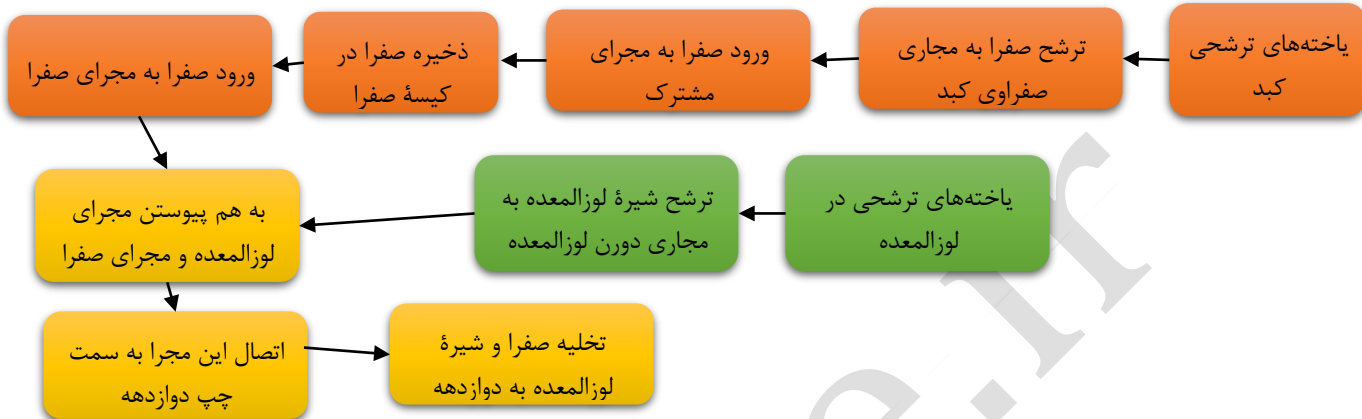 یاخته‌های ترشحی
کبد
ترشح صفرا به مجاری
صفراوی کبد
ورود صفرا به مجرای
مشترک
ذخیره صفرا در
کیسهٔ صفرا
ورود صفرا به مجرای صفرا
یاخته‌های ترشحی در
لوزالمعده
ترشح شیرهٔ لوزالمعده به
مجاری دورن لوزالمعده
به هم پیوستن مجرای
لوزالمعده و مجرای صفرا
اتصال این مجرا به سمت
چپ دوازدهه
تخلیه صفرا و شیرهٔ
لوزالمعده به دوازدهه
e.ir